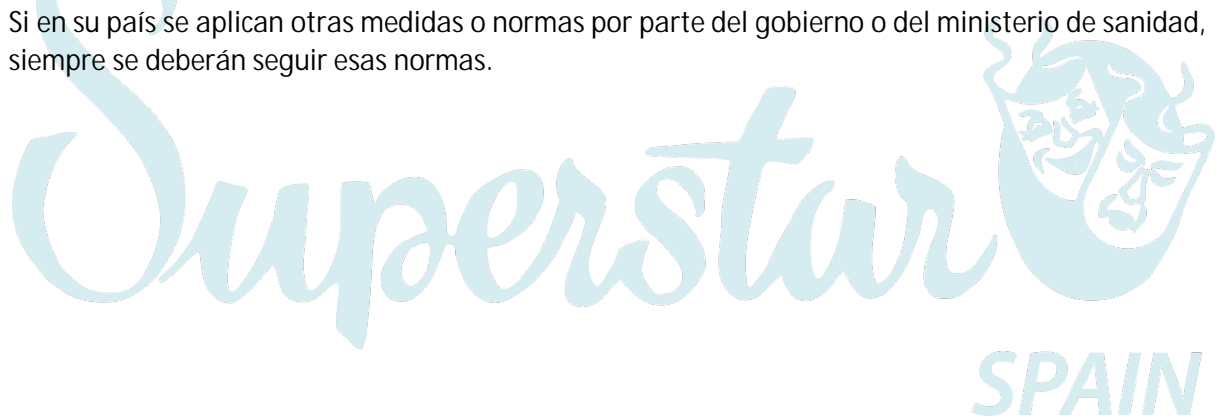 Si en su país se aplican otras medidas o normas por parte del gobierno o del ministerio de sanidad,
siempre se deberán seguir esas normas.
Superstar
SPAIN